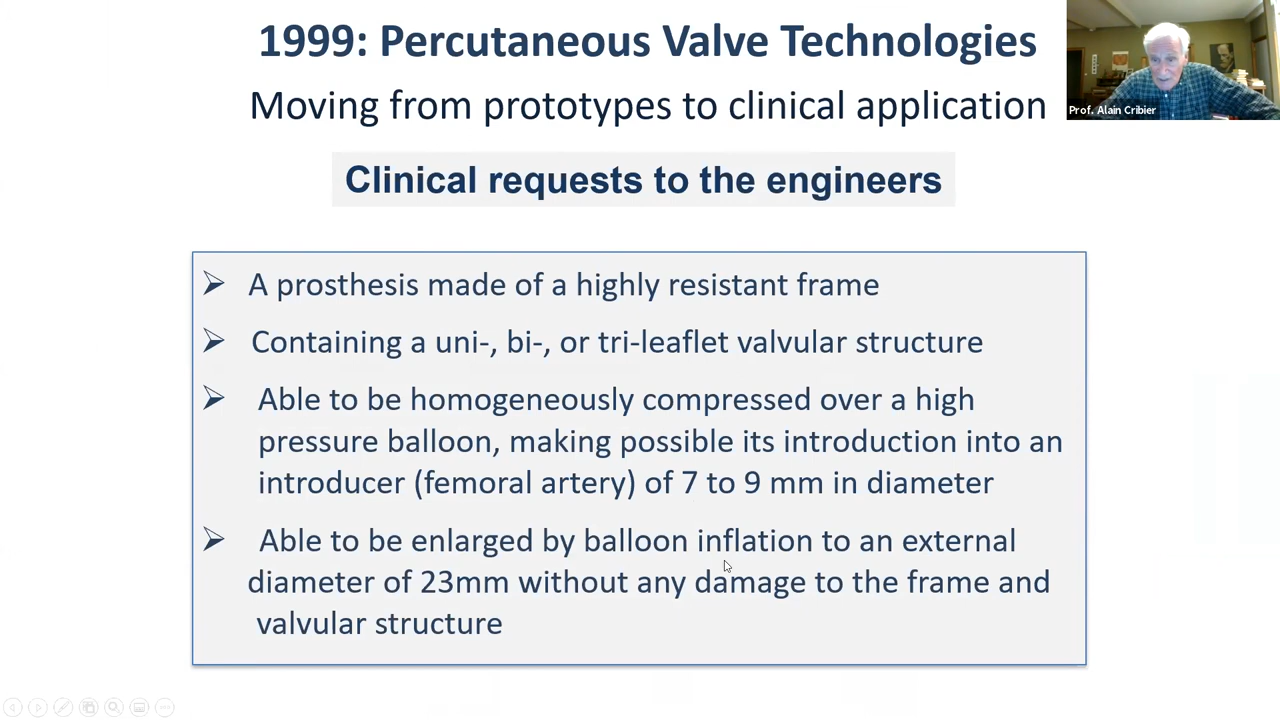 1999: Percutaneous Valve Technologies
Moving from prototypes to clinical application
Prof. Alain Cribier
Clinical requests to the engineers
➢ A prosthesis made of a highly resistant frame
➢ Containing a uni-, bi-, or tri-leaflet valvular structure
➢ Able to be homogeneously compressed over a high
pressure balloon, making possible its introduction into an
introducer (femoral artery) of 7 to 9 mm in diameter
➢ Able to be enlarged by balloon inflation to an external
diameter of 23mm without any damage to the frame and
valvular structure